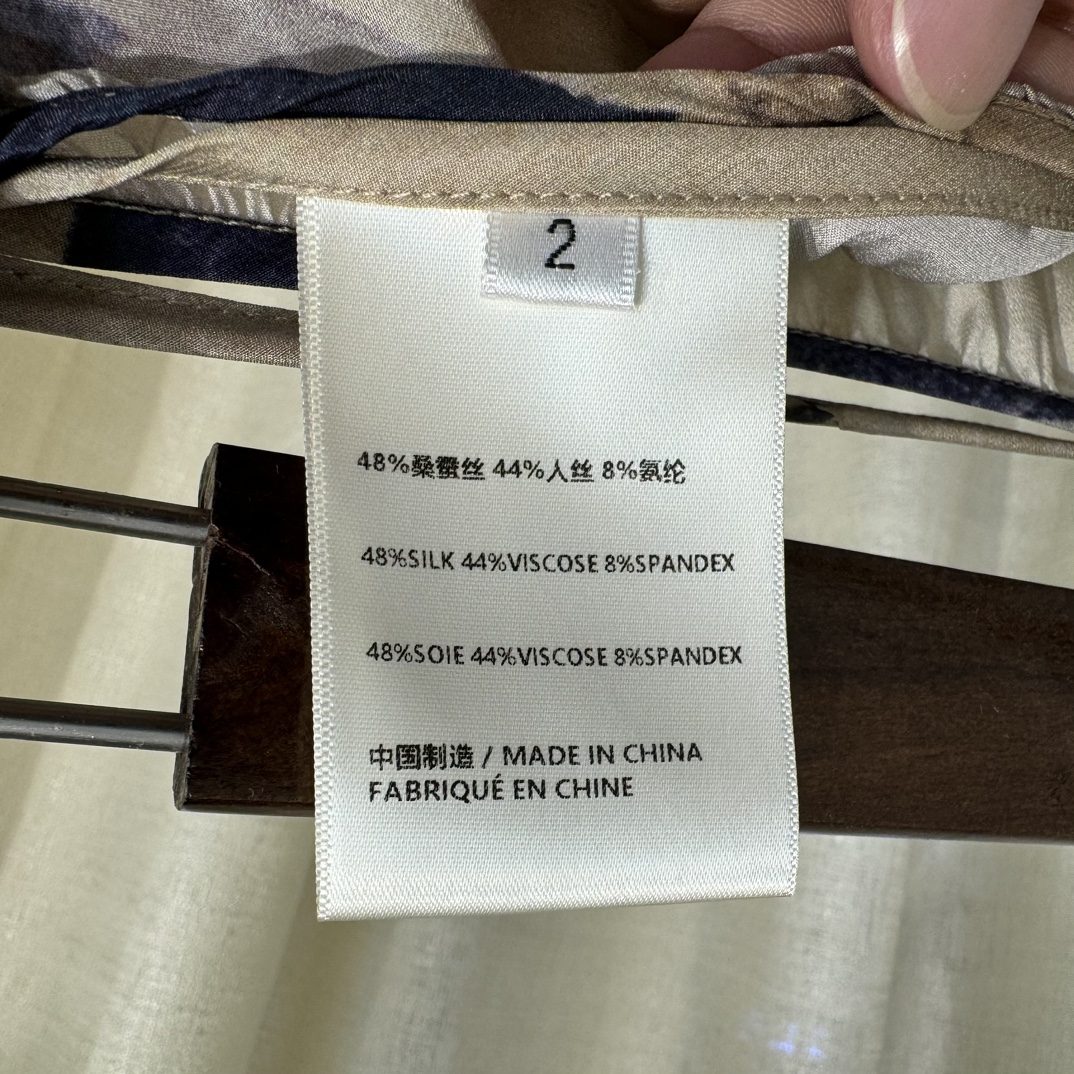 2
48%桑蚕丝 44%人丝 8%氨纶
48%SILK 44%VISCOSE 8%SPANDEX
48%SOIE 44%VISCOSE 8%SPANDEX
中国制造 / MADE IN CHINA
FABRIQUÉ EN CHINE